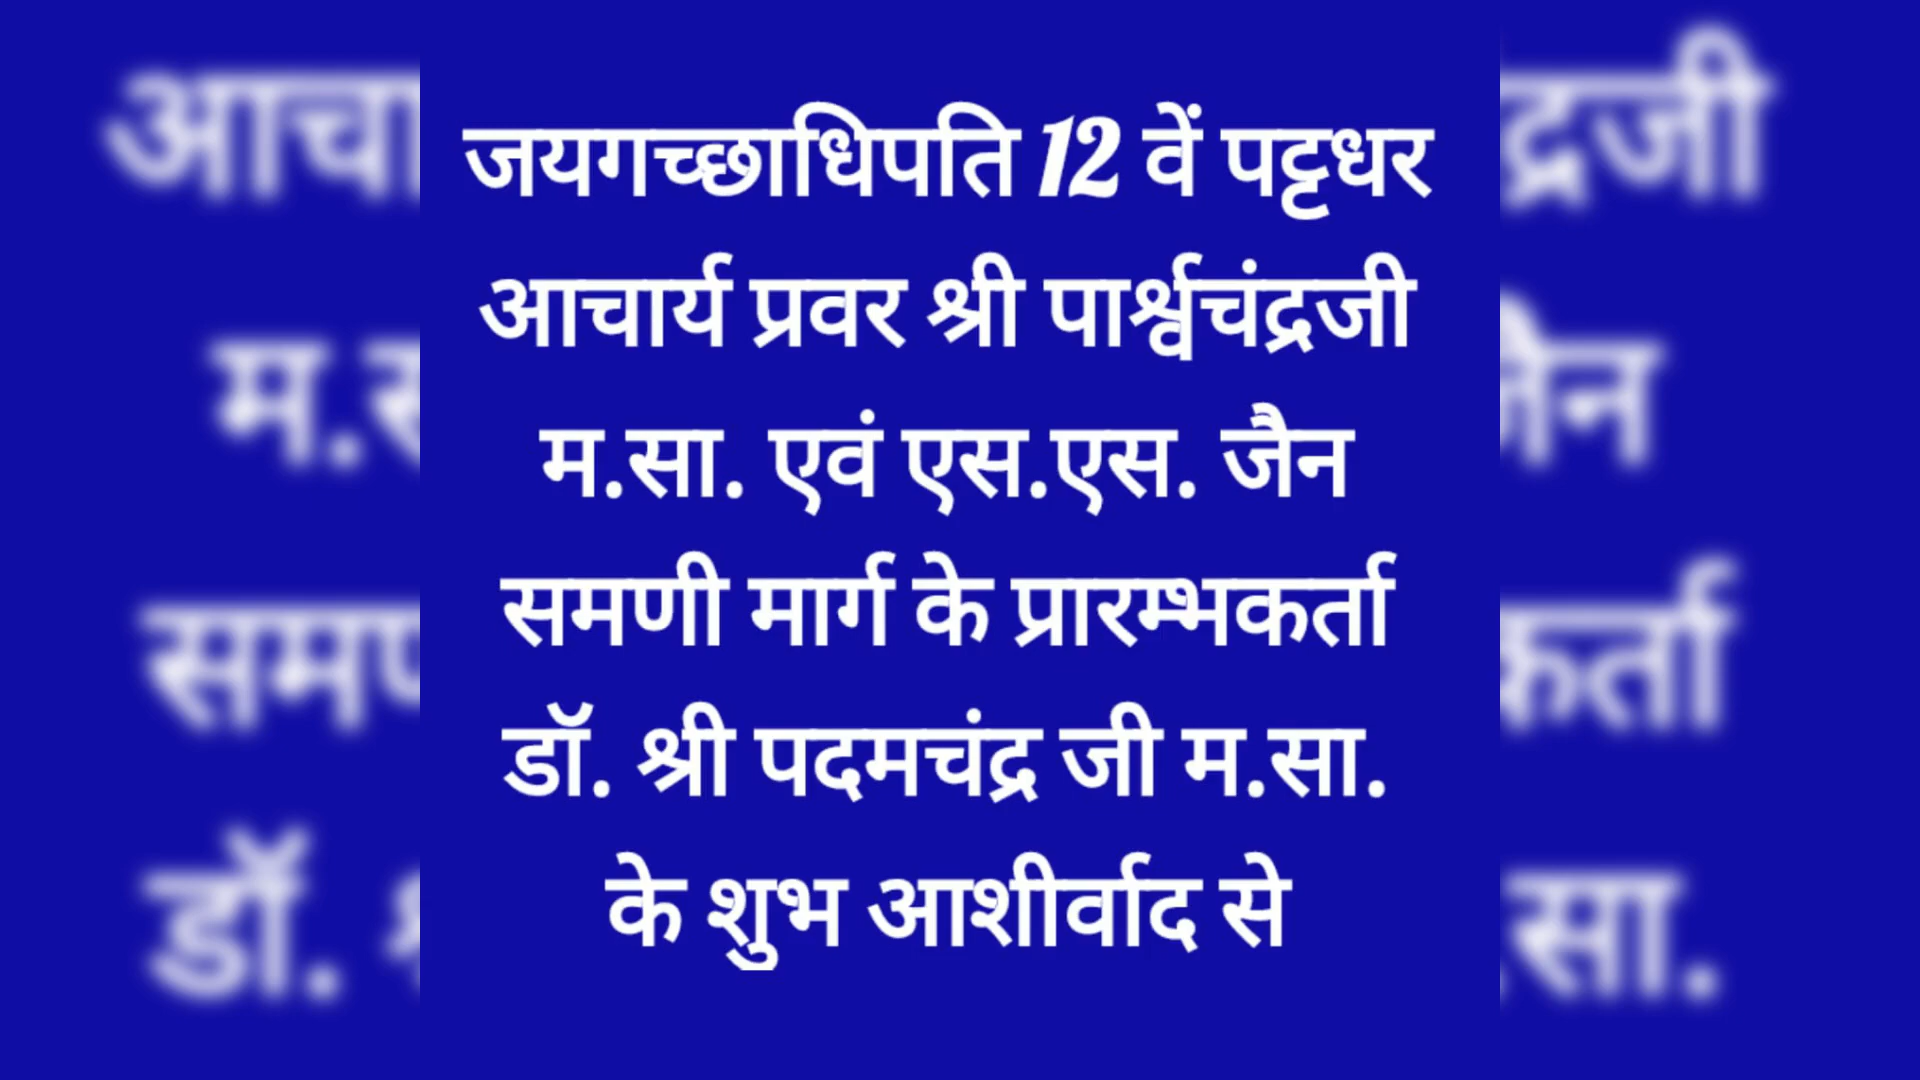 जयगच्छाधिपति 12 वें पट्टधर
आचार्य प्रवर श्री पार्श्वचंद्रजी
म.सा. एवं एस.एस. जैन
समणी मार्ग के प्रारम्भकर्ता
डॉ. श्री पदमचंद्र जी म.सा.
के शुभ आशीर्वाद से